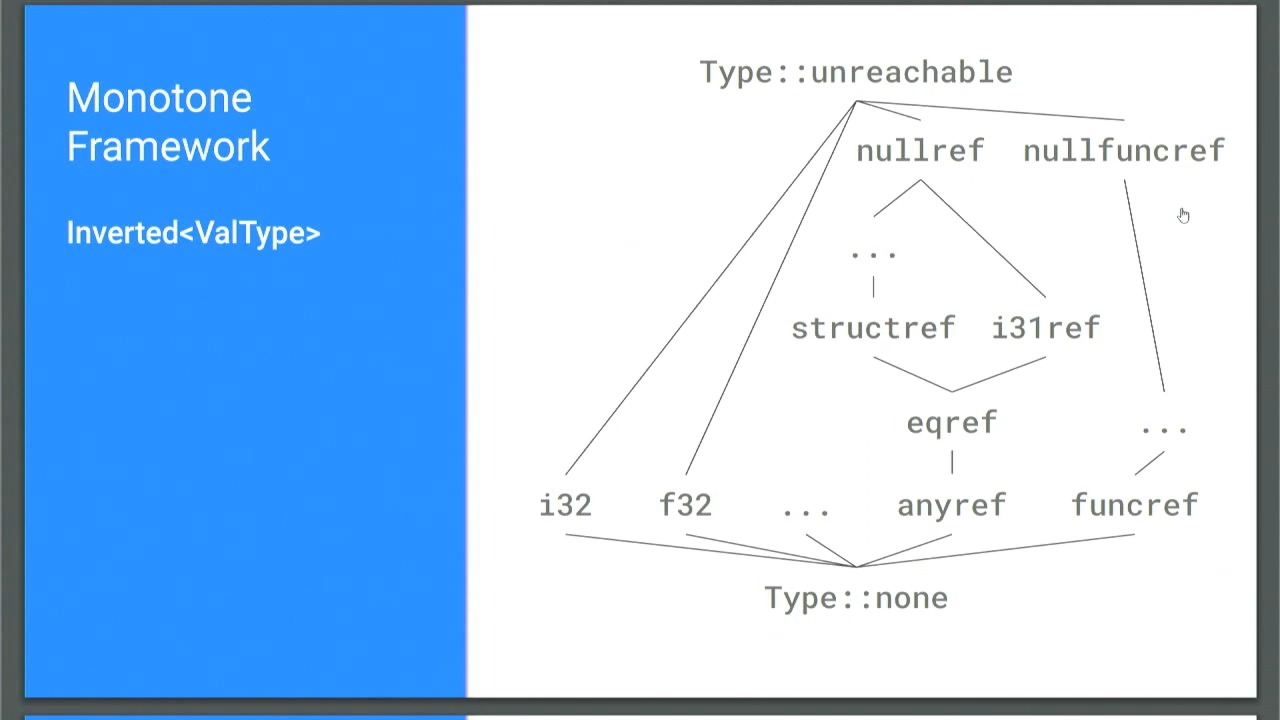 Monotone
Framework
Inverted<ValType>
Type::unreachable
nullref nullfuncref
...
structref i31ref
eqref ...
i32 f32 ... anyref funcref
Type::none